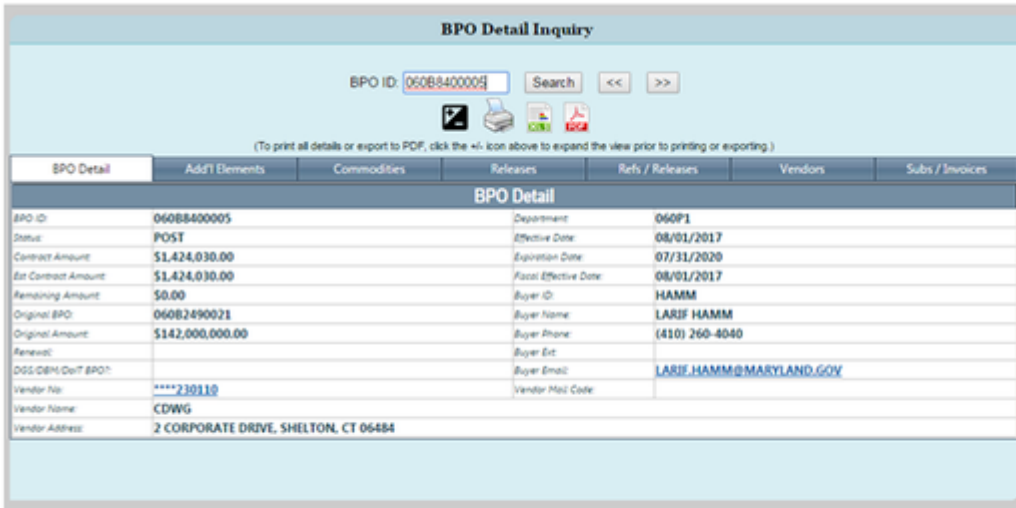 BPO Detail Inquiry
BPO ID: 060B8400005 Search << >>
XLS PDF
(To print all details or export to PDF, click the +/- icon above to expand the view prior to printing or exporting.)
BPO Detail Add'l Elements Commodities Releases Refs / Releases Vendors Subs / Invoices
BPO Detail
BPO ID: 060B8400005 Department: 060P1
Status: POST Effective Date: 08/01/2017
Contract Amount: $1,424,030.00 Expiration Date: 07/31/2020
Est Contract Amount: $1,424,030.00 Fiscal Effective Date: 08/01/2017
Remaining Amount: $0.00 Buyer ID: HAMM
Original BPO: 060B2490021 Buyer Name: LARIF HAMM
Original Amount: $142,000,000.00 Buyer Phone: (410) 260-4040
Renewal: Buyer Ext:
DGS/DBM/DoIT BPO?: Buyer Email: LARIF.HAMM@MARYLAND.GOV
Vendor No: ****230110 Vendor Mail Code:
Vendor Name: CDWG
Vendor Address: 2 CORPORATE DRIVE, SHELTON, CT 06484